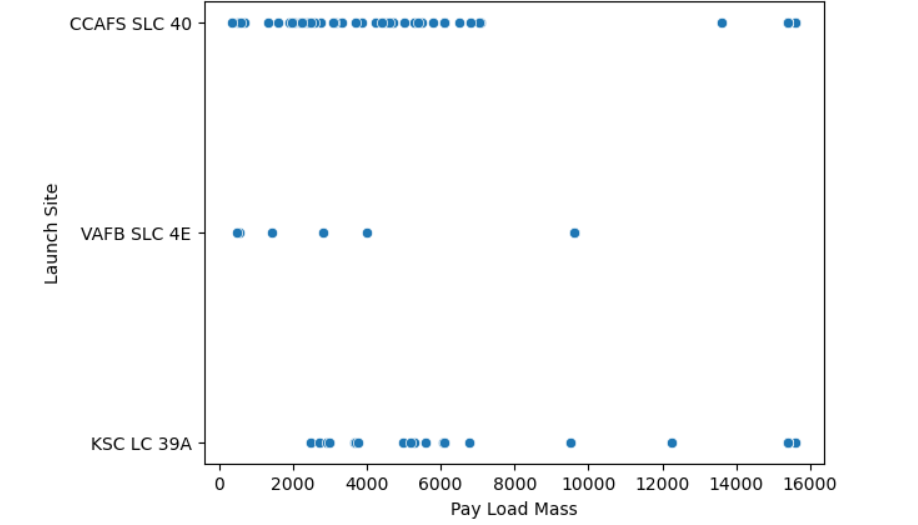 CCAFS SLC 40
VAFB SLC 4E
KSC LC 39A
Launch Site
0 2000 4000 6000 8000 10000 12000 14000 16000
Pay Load Mass